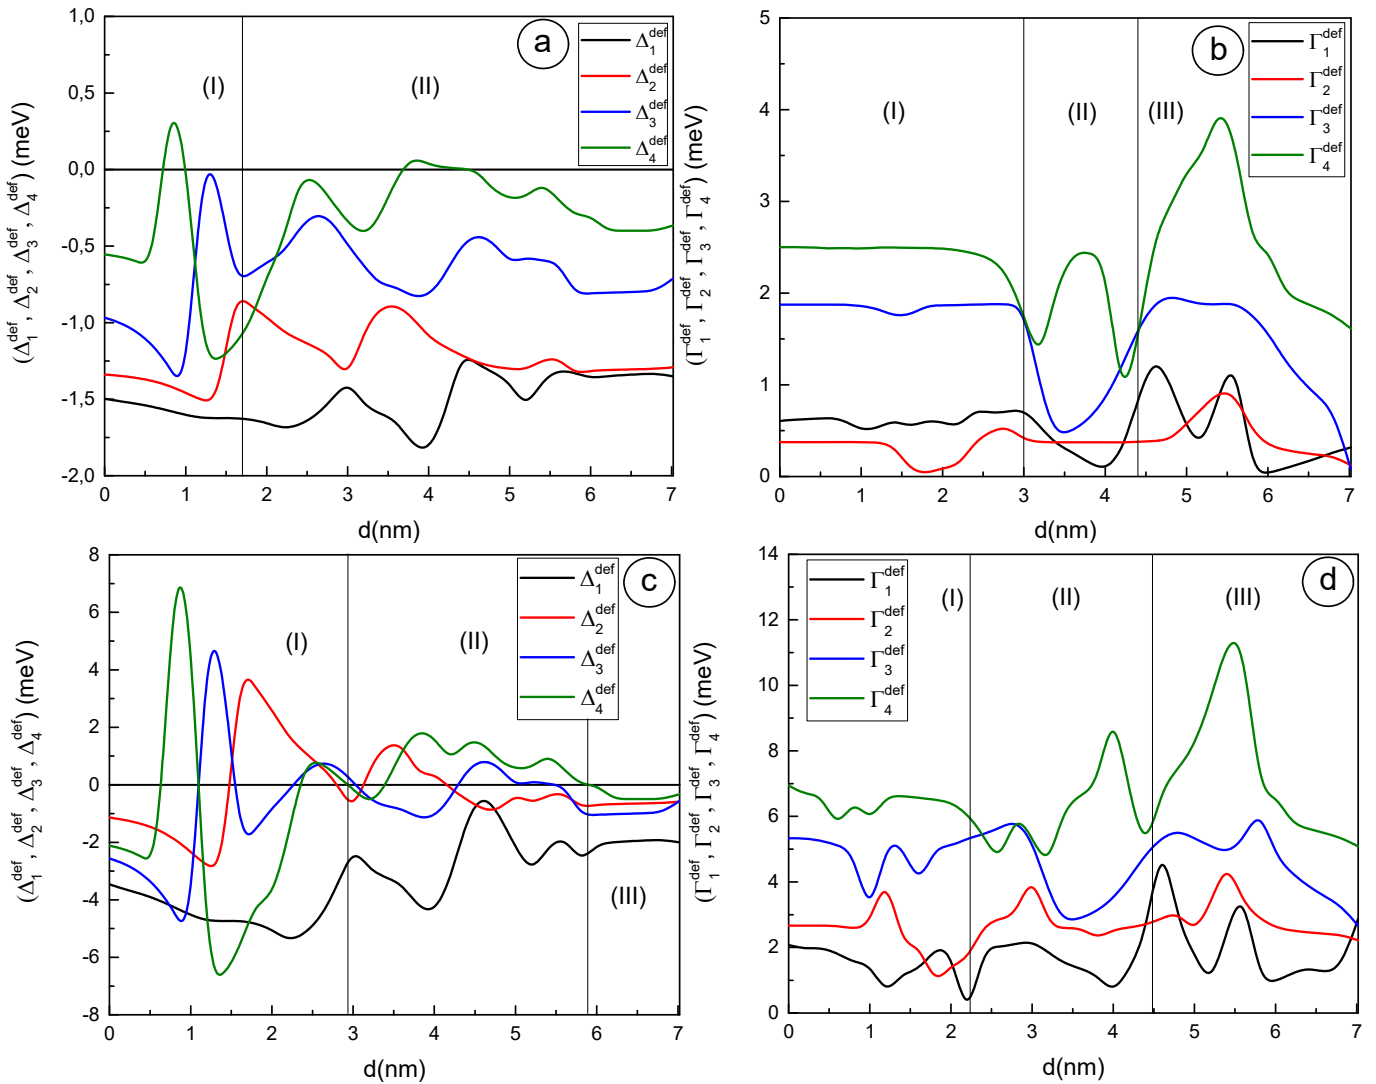 a
(I)
(II)
Δ₁ᵈᵉᶠ
Δ₂ᵈᵉᶠ
Δ₃ᵈᵉᶠ
Δ₄ᵈᵉᶠ
(Δ₁ᵈᵉᶠ, Δ₂ᵈᵉᶠ, Δ₃ᵈᵉᶠ, Δ₄ᵈᵉᶠ) (meV)
1,0
0,5
0,0
-0,5
-1,0
-1,5
-2,0
0 1 2 3 4 5 6 7
d(nm)
b
(I)
(II)
(III)
Γ₁ᵈᵉᶠ
Γ₂ᵈᵉᶠ
Γ₃ᵈᵉᶠ
Γ₄ᵈᵉᶠ
(Γ₁ᵈᵉᶠ, Γ₂ᵈᵉᶠ, Γ₃ᵈᵉᶠ, Γ₄ᵈᵉᶠ) (meV)
5
4
3
2
1
0
0 1 2 3 4 5 6 7
d(nm)
c
(I)
(II)
(III)
Δ₁ᵈᵉᶠ
Δ₂ᵈᵉᶠ
Δ₃ᵈᵉᶠ
Δ₄ᵈᵉᶠ
(Δ₁ᵈᵉᶠ, Δ₂ᵈᵉᶠ, Δ₃ᵈᵉᶠ, Δ₄ᵈᵉᶠ) (meV)
8
6
4
2
0
-2
-4
-6
-8
0 1 2 3 4 5 6 7
d(nm)
d
(I)
(II)
(III)
Γ₁ᵈᵉᶠ
Γ₂ᵈᵉᶠ
Γ₃ᵈᵉᶠ
Γ₄ᵈᵉᶠ
(Γ₁ᵈᵉᶠ, Γ₂ᵈᵉᶠ, Γ₃ᵈᵉᶠ, Γ₄ᵈᵉᶠ) (meV)
14
12
10
8
6
4
2
0
0 1 2 3 4 5 6 7
d(nm)